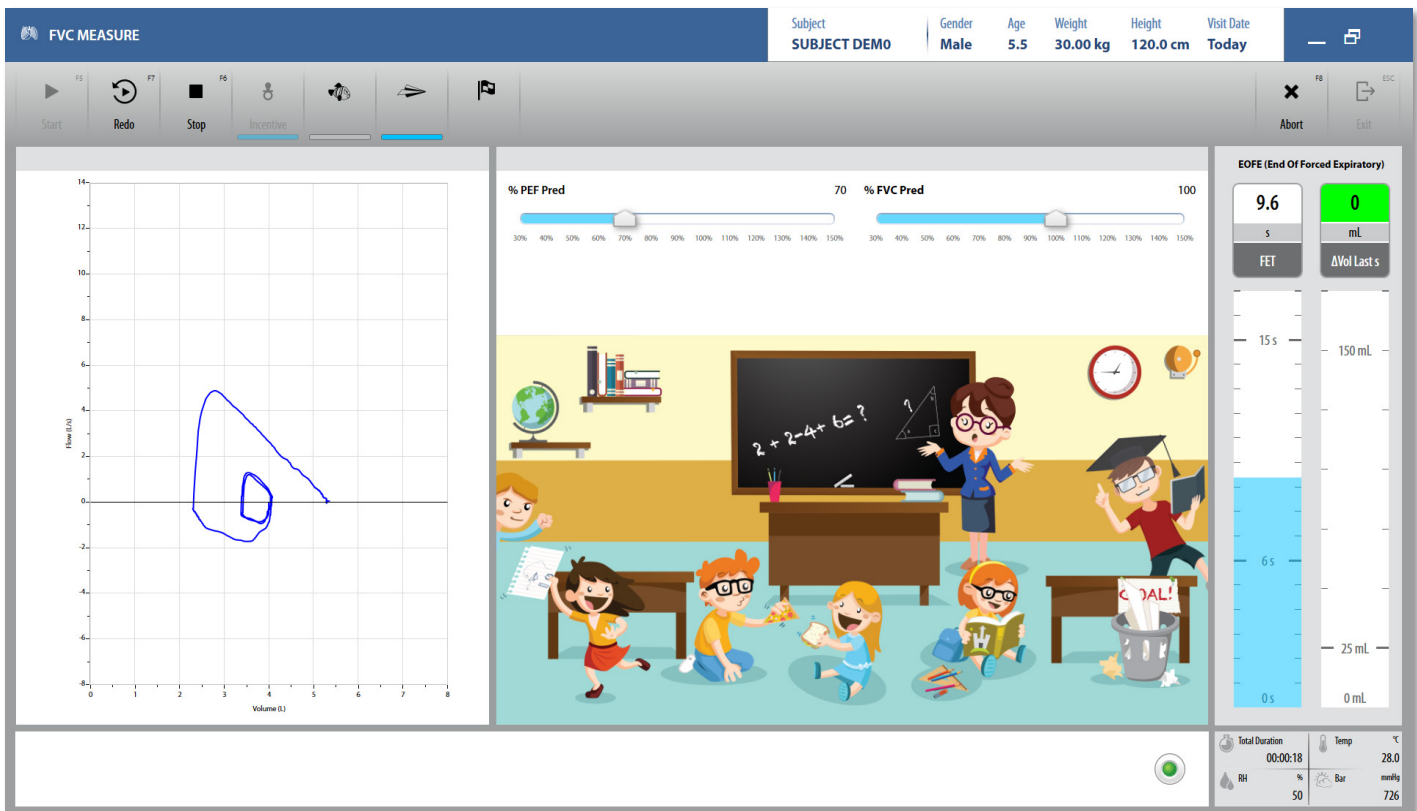 FVC MEASURE
Subject
SUBJECT DEM0
Gender
Male
Age
5.5
Weight
30.00 kg
Height
120.0 cm
Visit Date
Today
F5
Start
F7
Redo
F6
Stop
Incentive
F8
Abort
ESC
Exit
14
12
10
8
6
4
2
0
-2
-4
-6
-8
Flow (L/s)
0 1 2 3 4 5 6 7 8
Volume (L)
% PEF Pred 70
30% 40% 50% 60% 70% 80% 90% 100% 110% 120% 130% 140% 150%
% FVC Pred 100
30% 40% 50% 60% 70% 80% 90% 100% 110% 120% 130% 140% 150%
2 + 2-4+ 6= ?
?
GOAL!
EOFE (End Of Forced Expiratory)
9.6
s
FET
0
mL
ΔVol Last s
15 s
6 s
0 s
150 mL
25 mL
0 mL
Total Duration
00:00:18
Temp °C
28.0
RH %
50
Bar mmHg
726